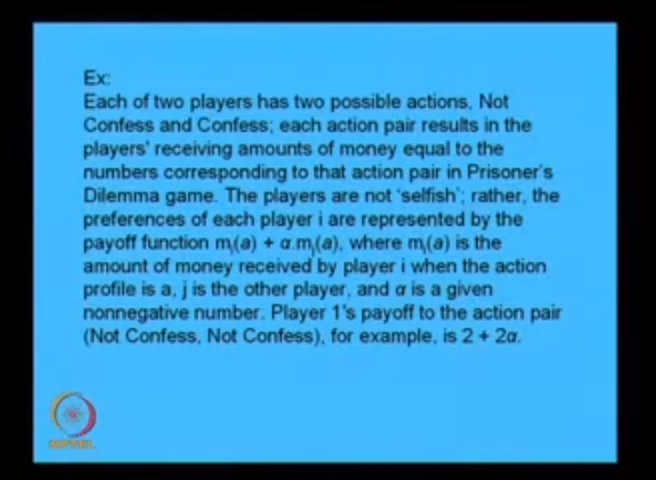 Ex:
Each of two players has two possible actions, Not
Confess and Confess; each action pair results in the
players' receiving amounts of money equal to the
numbers corresponding to that action pair in Prisoner's
Dilemma game. The players are not 'selfish'; rather, the
preferences of each player i are represented by the
payoff function mᵢ(a) + α.mⱼ(a), where mᵢ(a) is the
amount of money received by player i when the action
profile is a, j is the other player, and α is a given
nonnegative number. Player 1's payoff to the action pair
(Not Confess, Not Confess), for example, is 2 + 2α.